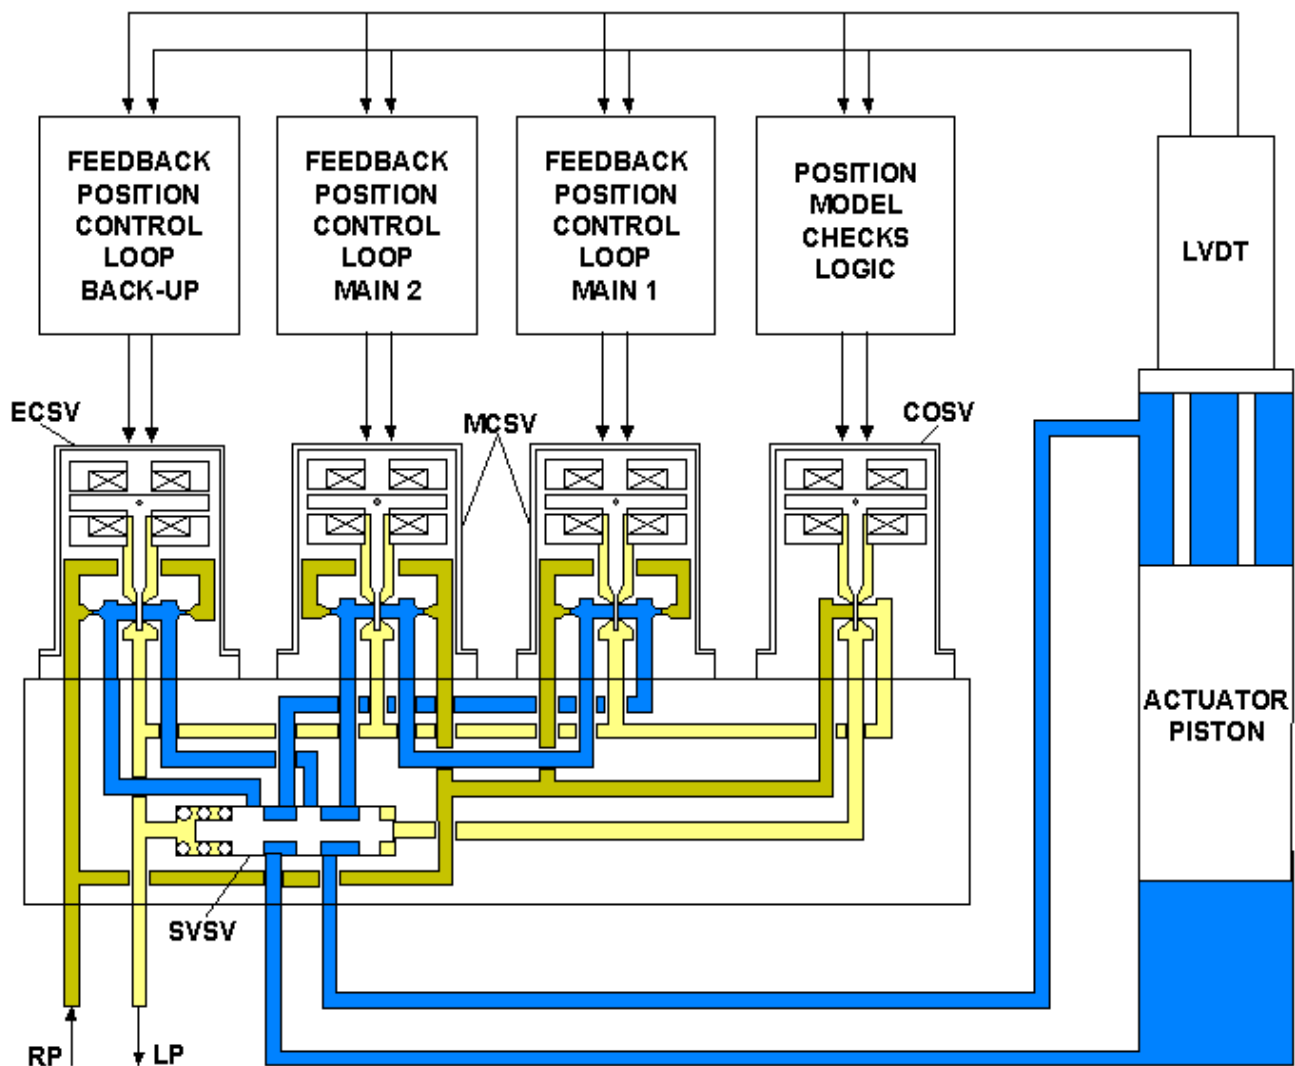 FEEDBACK
POSITION
CONTROL
LOOP
BACK-UP
FEEDBACK
POSITION
CONTROL
LOOP
MAIN 2
FEEDBACK
POSITION
CONTROL
LOOP
MAIN 1
POSITION
MODEL
CHECKS
LOGIC
LVDT
ECSV
MCSV
COSV
ACTUATOR
PISTON
SVSV
RP
LP